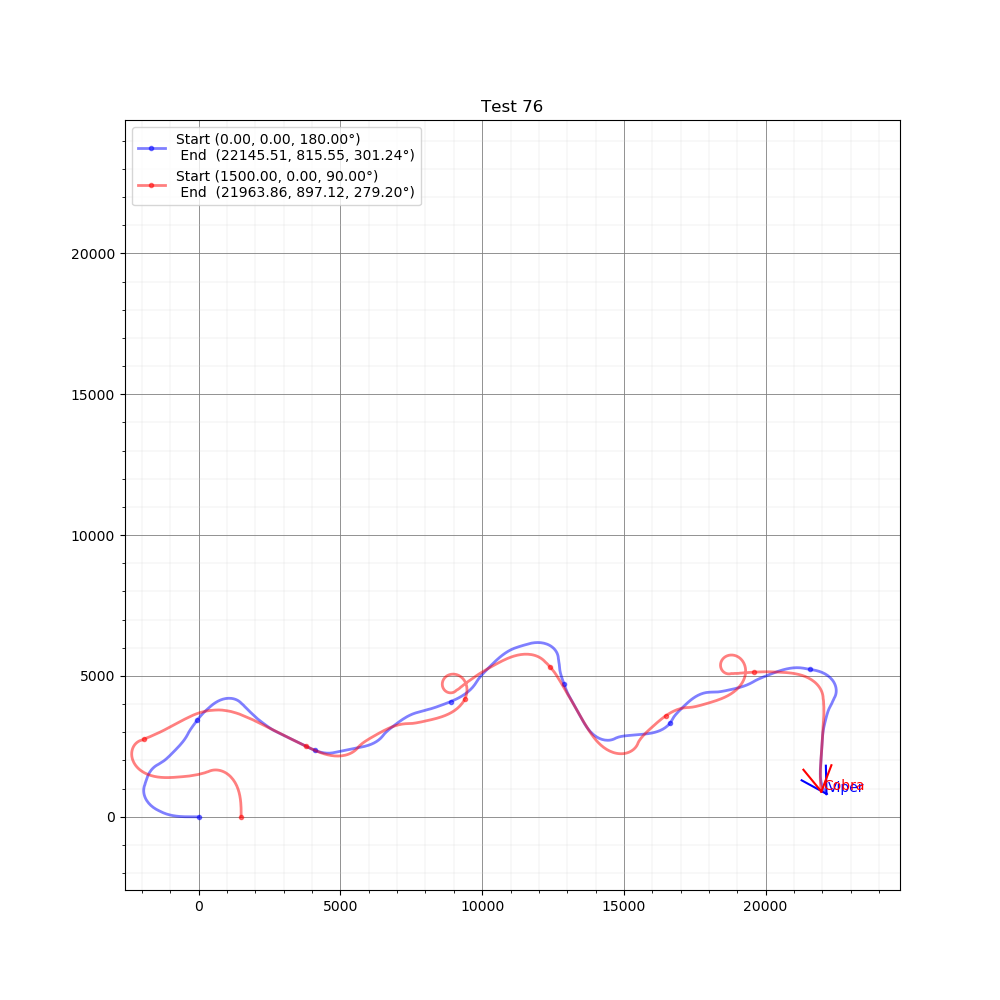 Test 76
Start (0.00, 0.00, 180.00°)
End (22145.51, 815.55, 301.24°)
Start (1500.00, 0.00, 90.00°)
End (21963.86, 897.12, 279.20°)
20000
15000
10000
5000
0
Cobra
Viper
0 5000 10000 15000 20000